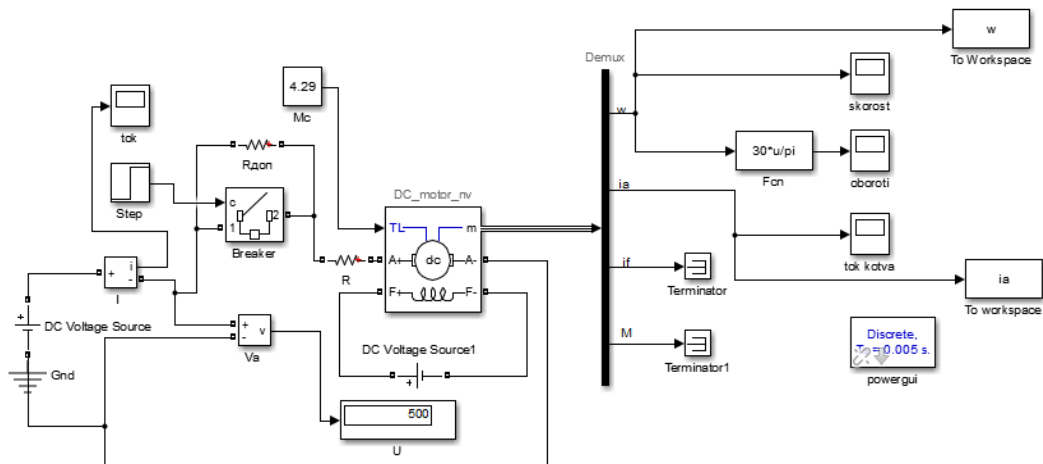 Demux
w
To Workspace
tok
4.29
Mc
w
skorost
Rдоп
30*u/pi
Fcn
oboroti
Step
c
1
2
Breaker
DC_motor_nv
TL
m
A+
dc
A-
F+
F-
ia
tok kotva
R
+
i
-
I
if
Terminator
ia
To workspace
+
DC Voltage Source
+
-
v
Va
DC Voltage Source1
+
M
Terminator1
Discrete,
= 0.005 s.
powergui
Gnd
500
U